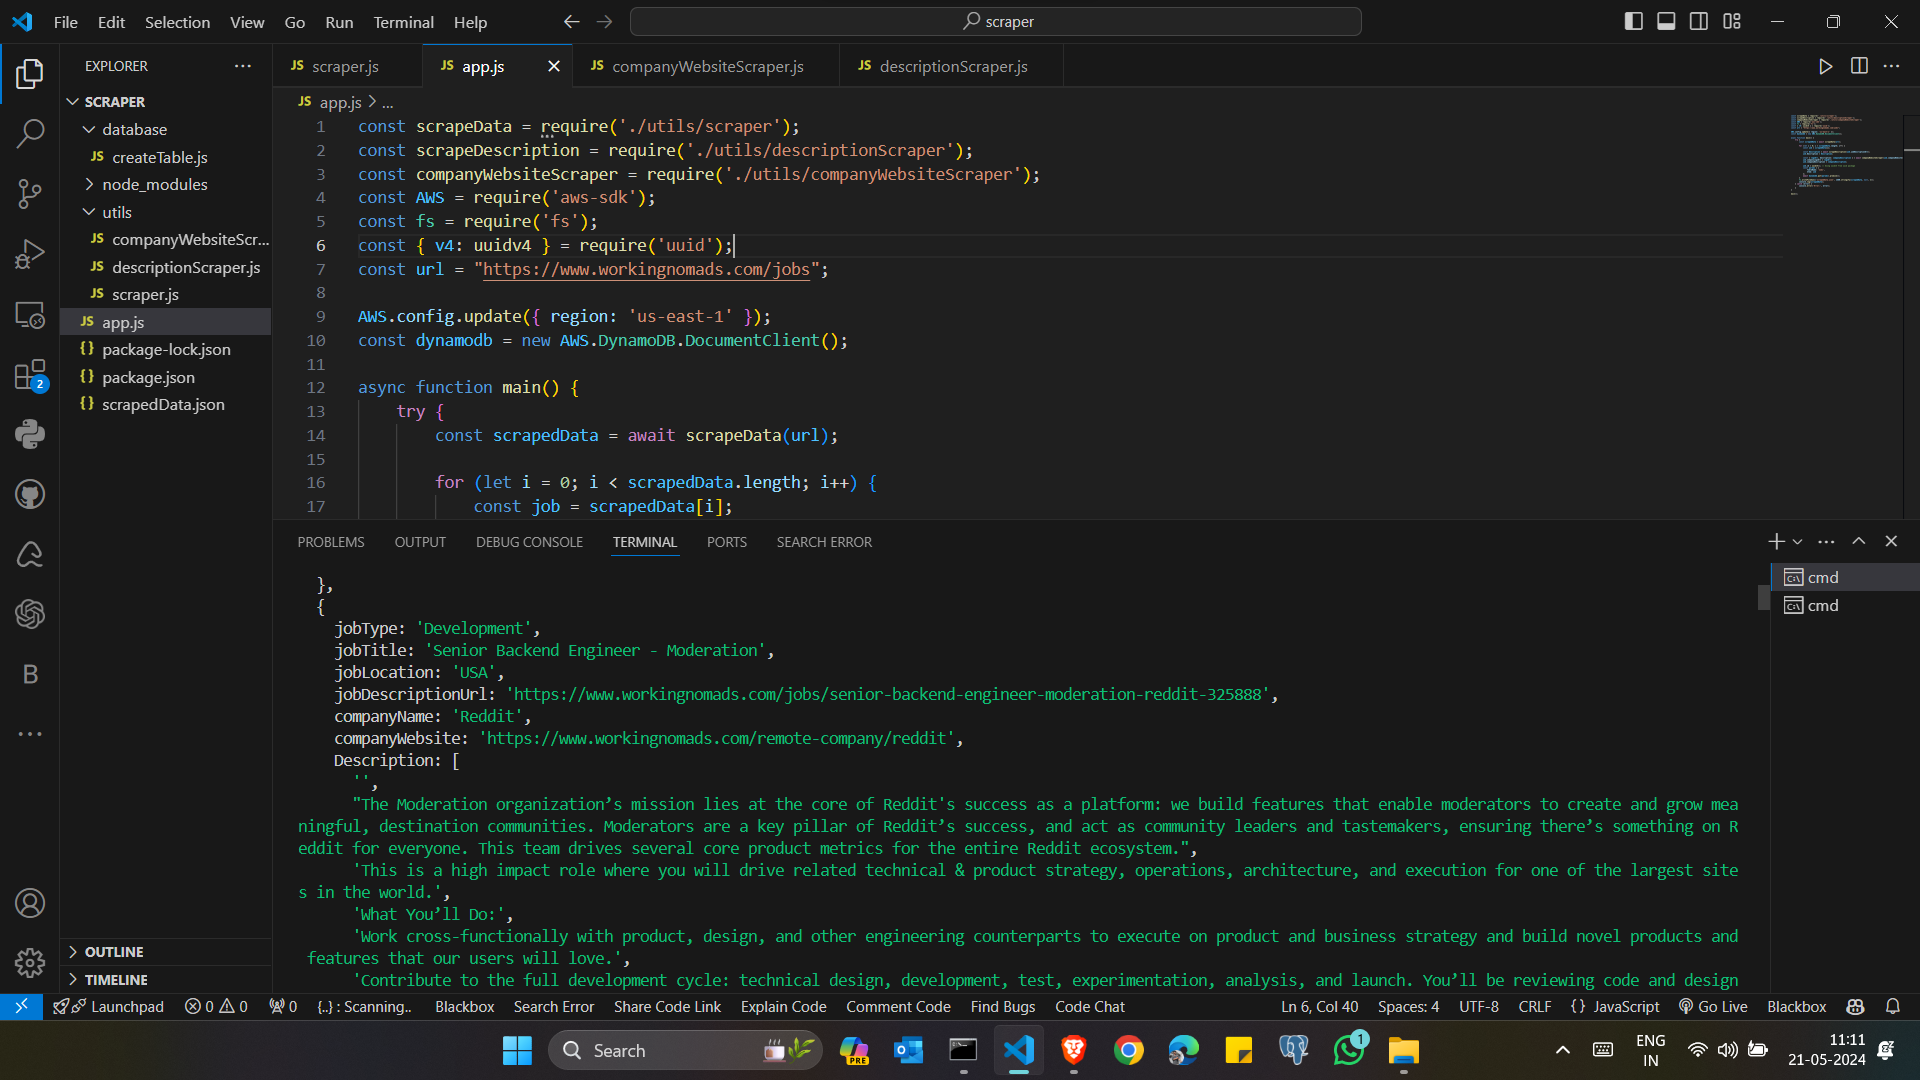 File Edit Selection View Go Run Terminal Help
scraper
EXPLORER
SCRAPER
database
JS createTable.js
node_modules
utils
JS companyWebsiteScr...
JS descriptionScraper.js
JS scraper.js
JS app.js
{} package-lock.json
{} package.json
{} scrapedData.json
OUTLINE
TIMELINE
2
B
JS scraper.js JS app.js JS companyWebsiteScraper.js JS descriptionScraper.js
JS app.js > ...
1 const scrapeData = require('./utils/scraper');
2 const scrapeDescription = require('./utils/descriptionScraper');
3 const companyWebsiteScraper = require('./utils/companyWebsiteScraper');
4 const AWS = require('aws-sdk');
5 const fs = require('fs');
6 const { v4: uuidv4 } = require('uuid');
7 const url = "https://www.workingnomads.com/jobs";
8
9 AWS.config.update({ region: 'us-east-1' });
10 const dynamodb = new AWS.DynamoDB.DocumentClient();
11
12 async function main() {
13 try {
14 const scrapedData = await scrapeData(url);
15
16 for (let i = 0; i < scrapedData.length; i++) {
17 const job = scrapedData[i];
PROBLEMS OUTPUT DEBUG CONSOLE TERMINAL PORTS SEARCH ERROR
cmd
cmd
},
{
jobType: 'Development',
jobTitle: 'Senior Backend Engineer - Moderation',
jobLocation: 'USA',
jobDescriptionUrl: 'https://www.workingnomads.com/jobs/senior-backend-engineer-moderation-reddit-325888',
companyName: 'Reddit',
companyWebsite: 'https://www.workingnomads.com/remote-company/reddit',
Description: [
'',
"The Moderation organization’s mission lies at the core of Reddit's success as a platform: we build features that enable moderators to create and grow mea
ningful, destination communities. Moderators are a key pillar of Reddit’s success, and act as community leaders and tastemakers, ensuring there’s something on R
eddit for everyone. This team drives several core product metrics for the entire Reddit ecosystem.",
'This is a high impact role where you will drive related technical & product strategy, operations, architecture, and execution for one of the largest site
s in the world.',
'What You’ll Do:',
'Work cross-functionally with product, design, and other engineering counterparts to execute on product and business strategy and build novel products and
features that our users will love.',
'Contribute to the full development cycle: technical design, development, test, experimentation, analysis, and launch. You’ll be reviewing code and design
Launchpad 0 0 0 {..} : Scanning.. Blackbox Search Error Share Code Link Explain Code Comment Code Find Bugs Code Chat Ln 6, Col 40 Spaces: 4 UTF-8 CRLF {} JavaScript Go Live Blackbox
Search PRE 1 ENG IN 11:11 21-05-2024